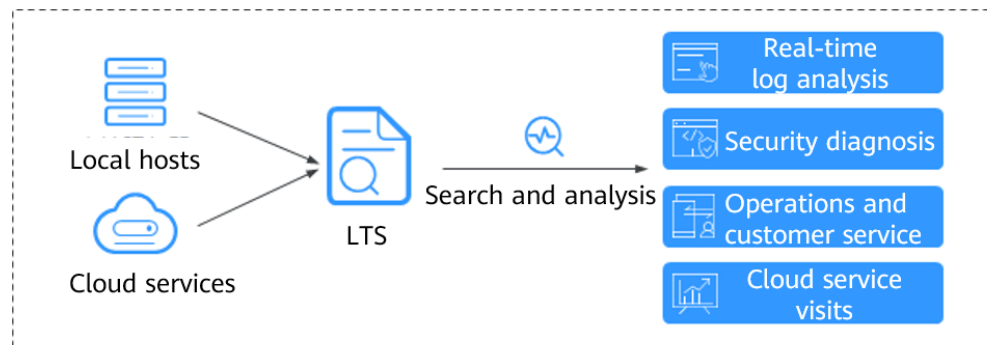 Local hosts
Cloud services
LTS
Search and analysis
Real-time
log analysis
Security diagnosis
Operations and
customer service
Cloud service
visits